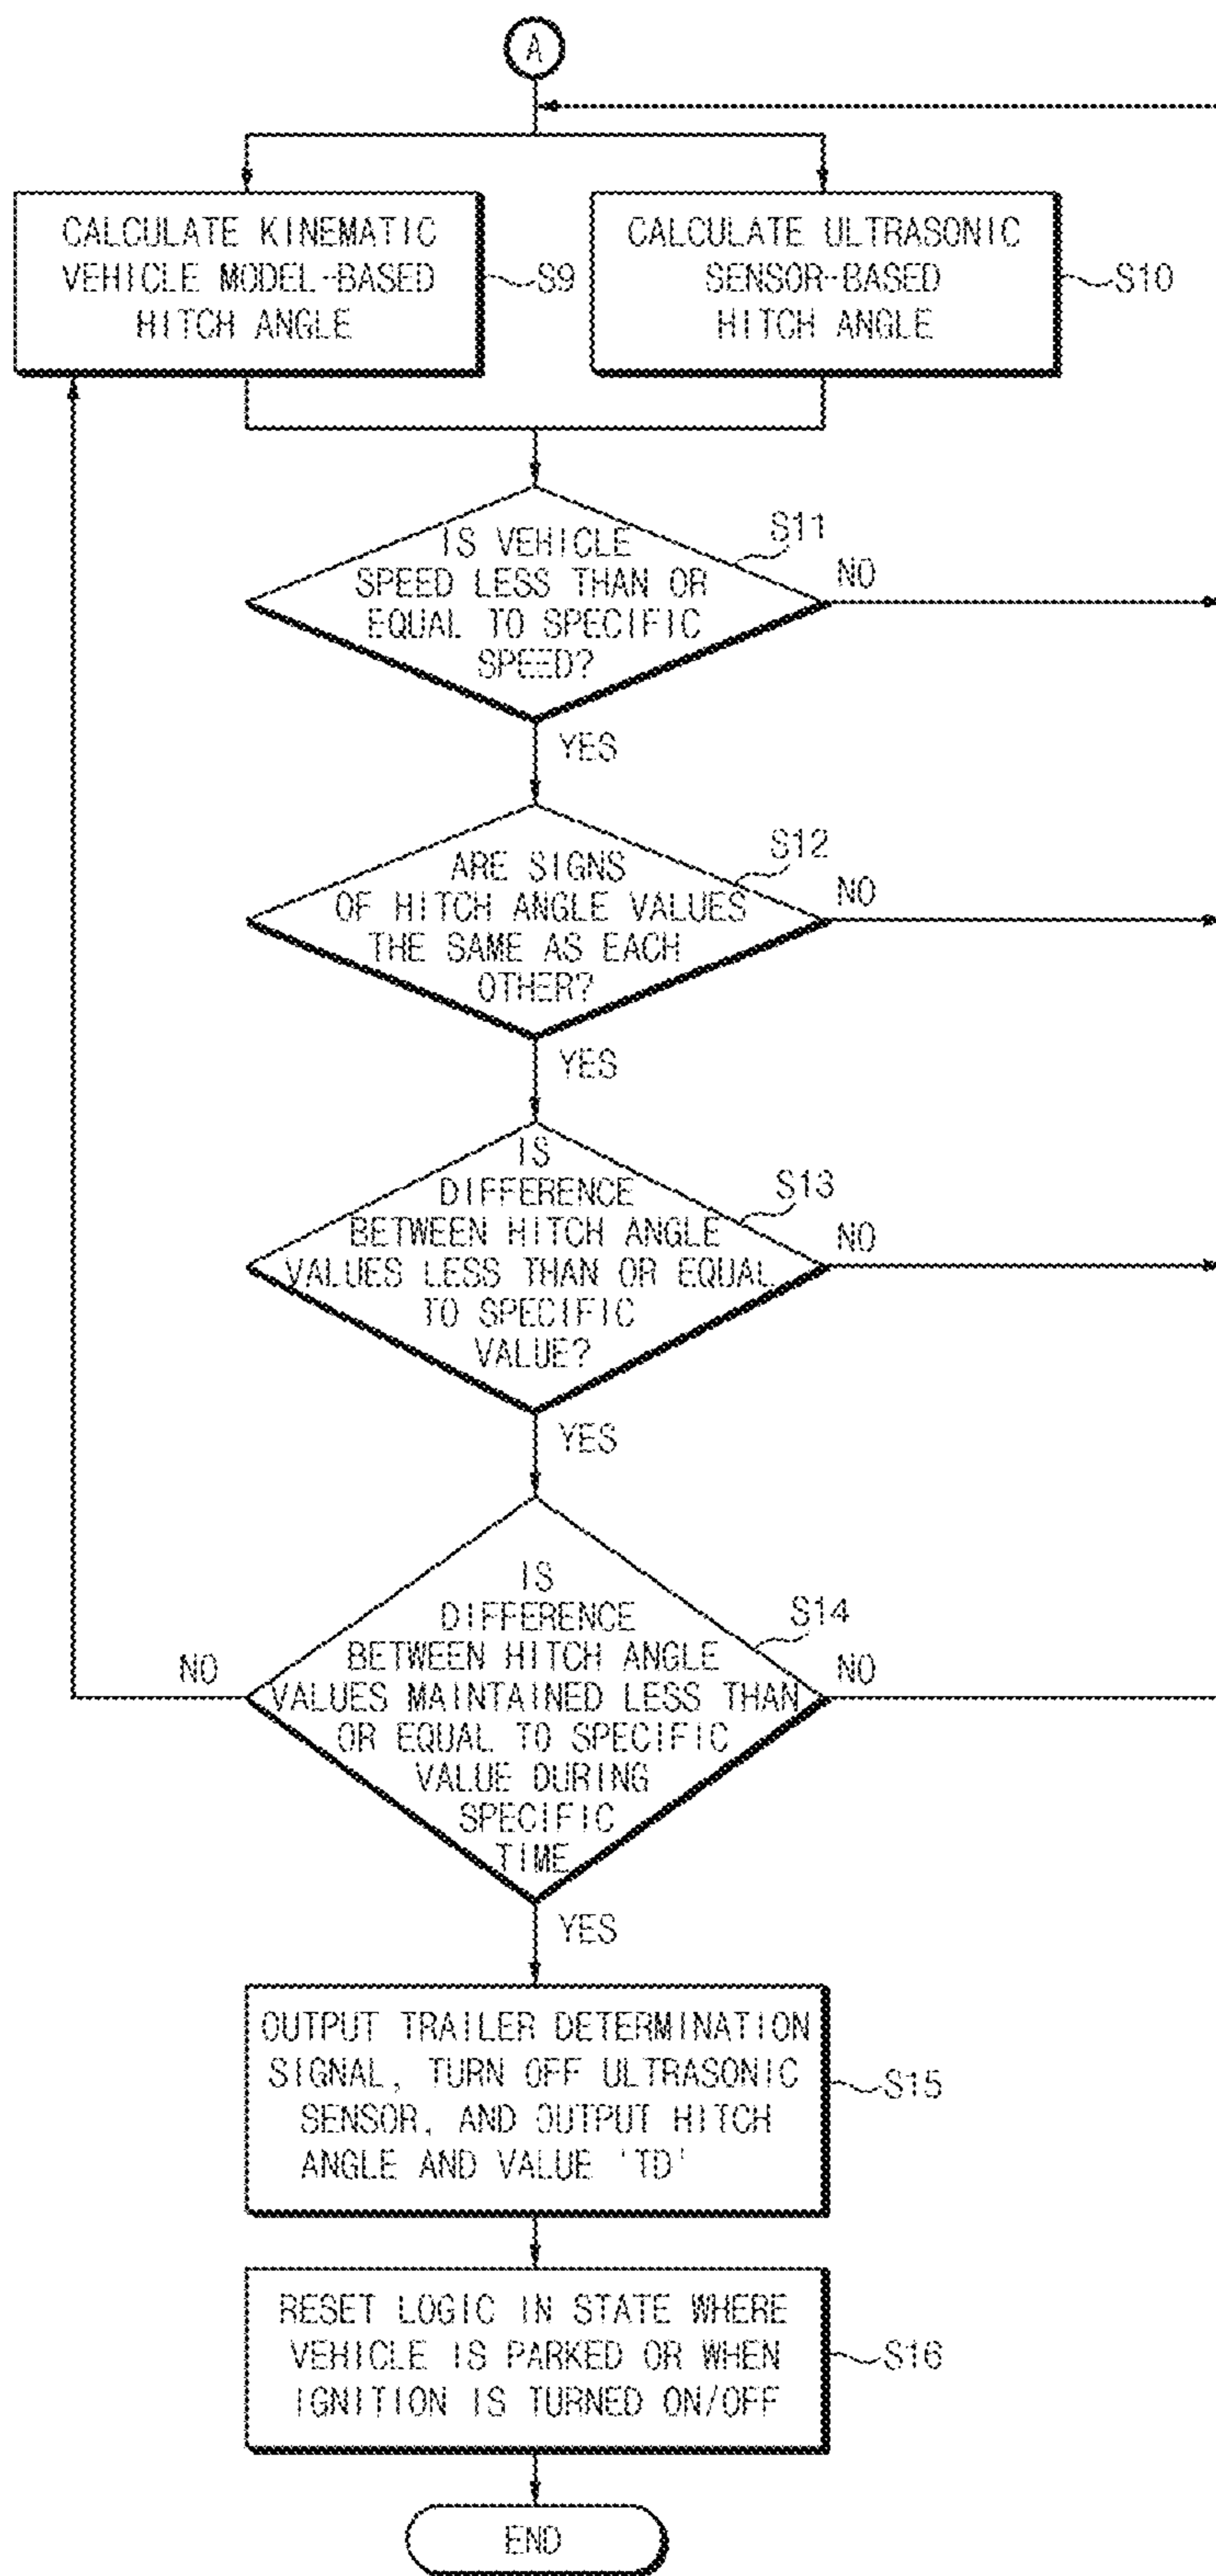 A
CALCULATE KINEMATIC
VEHICLE MODEL-BASED
HITCH ANGLE
S9
CALCULATE ULTRASONIC
SENSOR-BASED
HITCH ANGLE
S10
IS VEHICLE
SPEED LESS THAN OR
EQUAL TO SPECIFIC
SPEED?
S11
NO
YES
ARE SIGNS
OF HITCH ANGLE VALUES
THE SAME AS EACH
OTHER?
S12
NO
YES
IS
DIFFERENCE
BETWEEN HITCH ANGLE
VALUES LESS THAN OR EQUAL
TO SPECIFIC
VALUE?
S13
NO
YES
IS
DIFFERENCE
BETWEEN HITCH ANGLE
VALUES MAINTAINED LESS THAN
OR EQUAL TO SPECIFIC
VALUE DURING
SPECIFIC
TIME
S14
NO
NO
YES
OUTPUT TRAILER DETERMINATION
SIGNAL, TURN OFF ULTRASONIC
SENSOR, AND OUTPUT HITCH
ANGLE AND VALUE 'TD'
S15
RESET LOGIC IN STATE WHERE
VEHICLE IS PARKED OR WHEN
IGNITION IS TURNED ON/OFF
S16
END